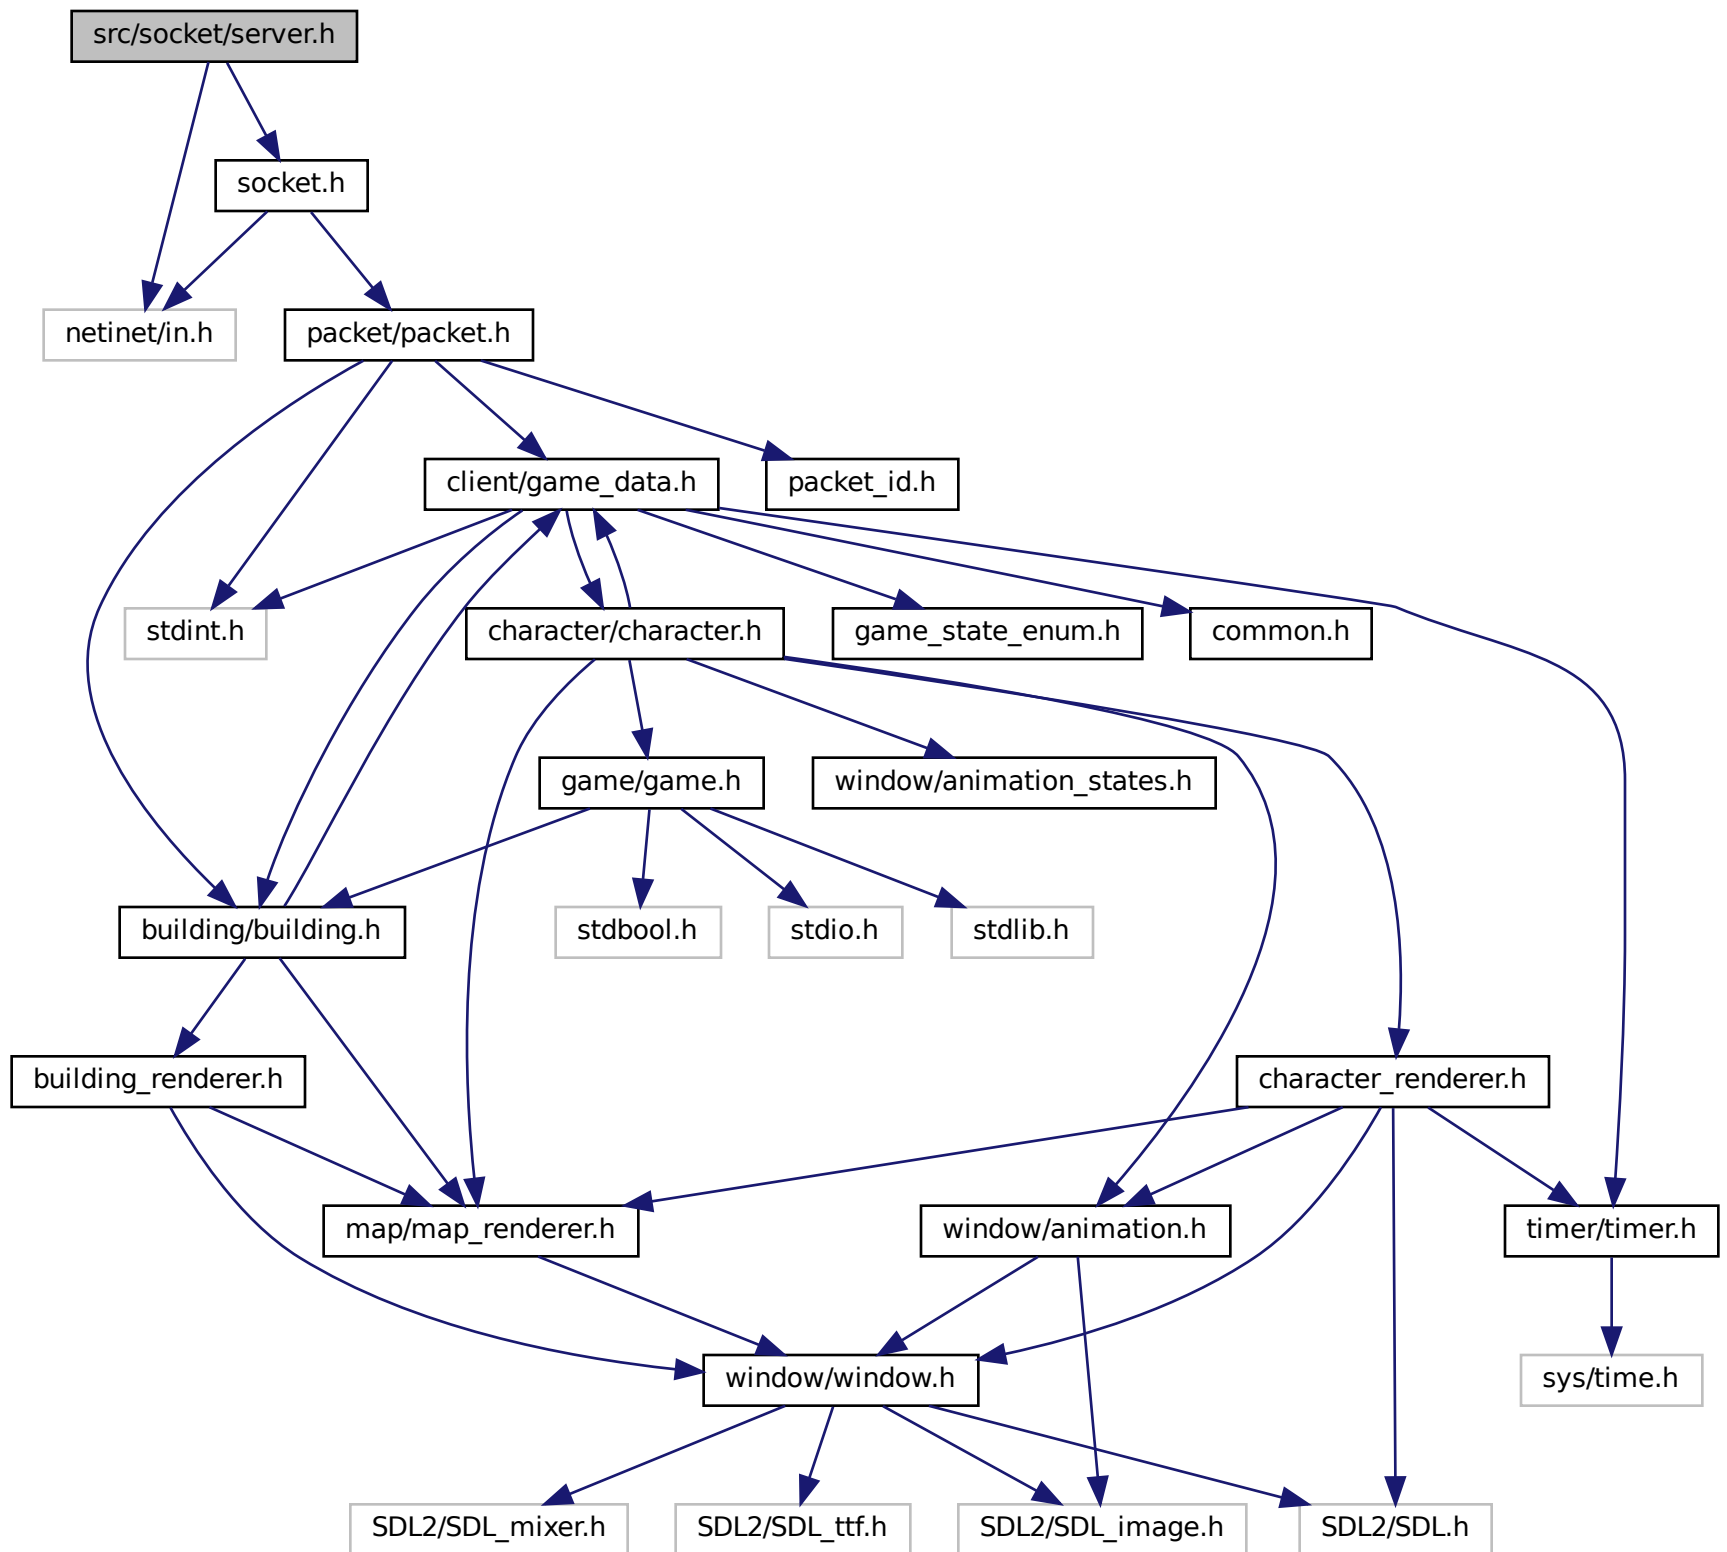 src/socket/server.h
socket.h
netinet/in.h
packet/packet.h
client/game_data.h
packet_id.h
stdint.h
character/character.h
game_state_enum.h
common.h
game/game.h
window/animation_states.h
building/building.h
stdbool.h
stdio.h
stdlib.h
building_renderer.h
character_renderer.h
map/map_renderer.h
window/animation.h
timer/timer.h
window/window.h
sys/time.h
SDL2/SDL_mixer.h
SDL2/SDL_ttf.h
SDL2/SDL_image.h
SDL2/SDL.h